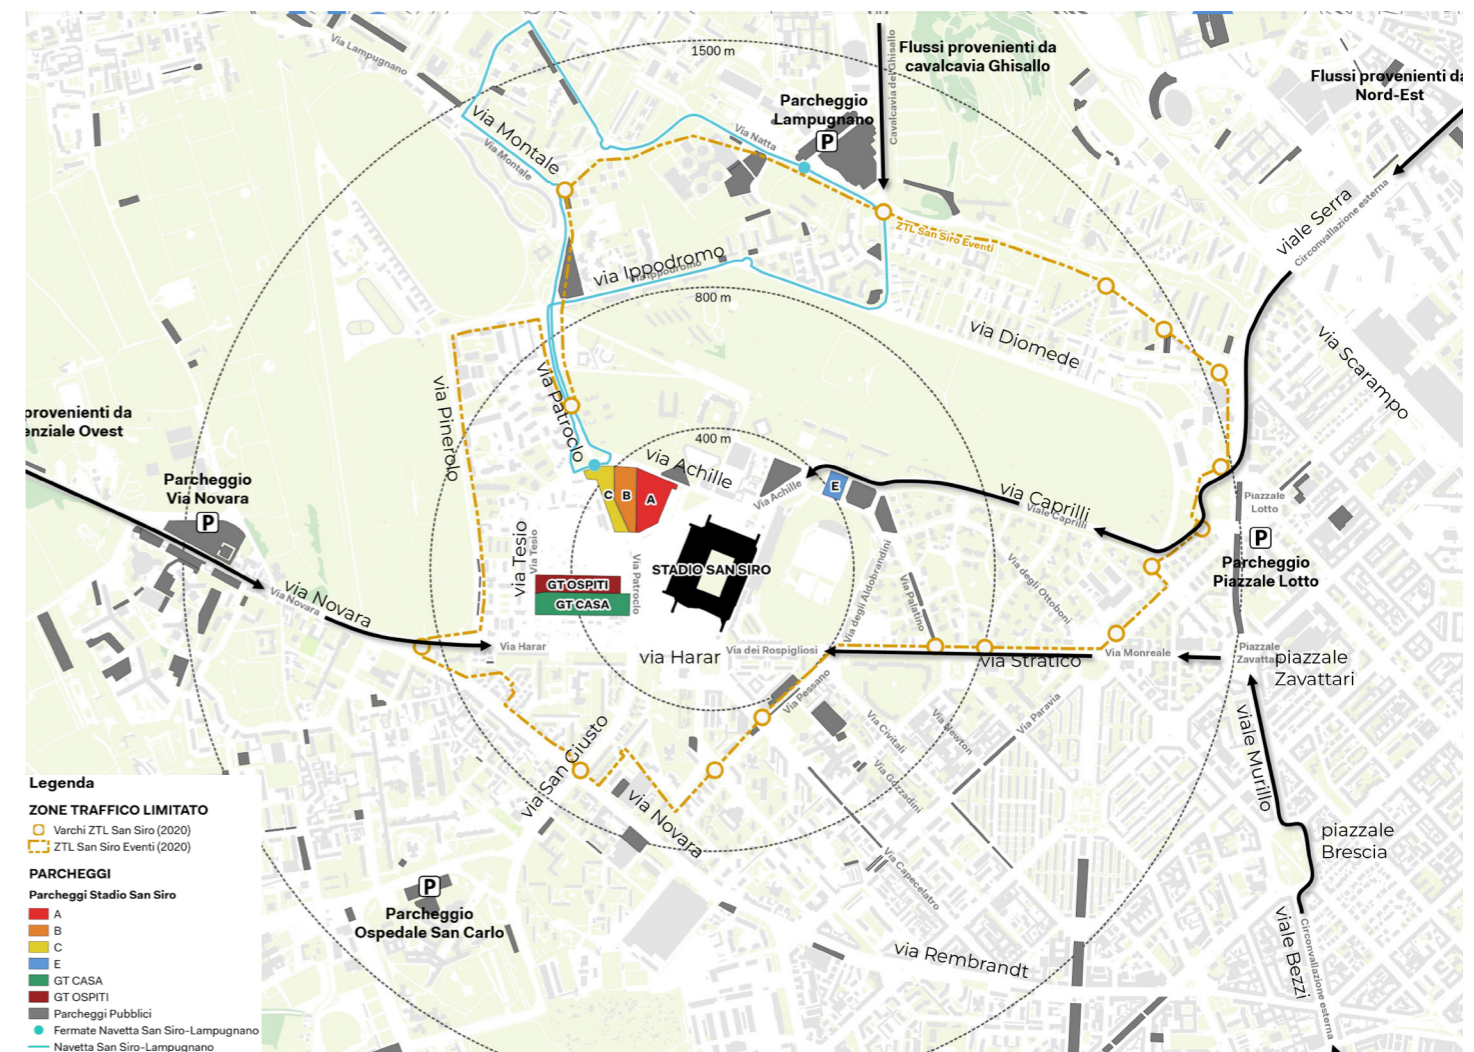 1500 m
Via Lampugnano
Cavalcavia del Ghisallo
Flussi provenienti da
cavalcavia Ghisallo
Flussi provenienti da
Nord-Est
Parcheggio
Lampugnano
P
Via Natta
via Montale
Via Montale
ZTL San Siro Eventi
viale Serra
Circonvallazione esterna
via Ippodromo
Via Ippodromo
800 m
via Diomede
via Scarampo
via Pinerolo
via Patroclo
provenienti da
enziale Ovest
400 m
via Achille
Via Achille
C
B
A
E
via Caprilli
Viale Caprilli
Piazzale
Lotto
P
Parcheggio
Piazzale Lotto
Parcheggio
Via Novara
P
via Tesio
Via Tesio
Via Patroclo
GT OSPITI
GT CASA
STADIO SAN SIRO
Via degli Aldobrandini
Via Palatino
Via degli Ottoboni
via Novara
Via Novara
Via Harar
via Harar
Via dei Rospigliosi
via Stratico
Via Monreale
Piazzale
Zavattari
piazzale
Zavattari
Via Pessano
Via Civitali
Via Newton
Via Paravia
Via Gozzadini
viale Murillo
via San Giusto
via Novara
piazzale
Brescia
Via Capecelatro
P
Parcheggio
Ospedale San Carlo
via Rembrandt
viale Bezzi
Circonvallazione esterna
Legenda
ZONE TRAFFICO LIMITATO
Varchi ZTL San Siro (2020)
ZTL San Siro Eventi (2020)
PARCHEGGI
Parcheggi Stadio San Siro
A
B
C
E
GT CASA
GT OSPITI
Parcheggi Pubblici
Fermate Navetta San Siro-Lampugnano
Navetta San Siro-Lampugnano